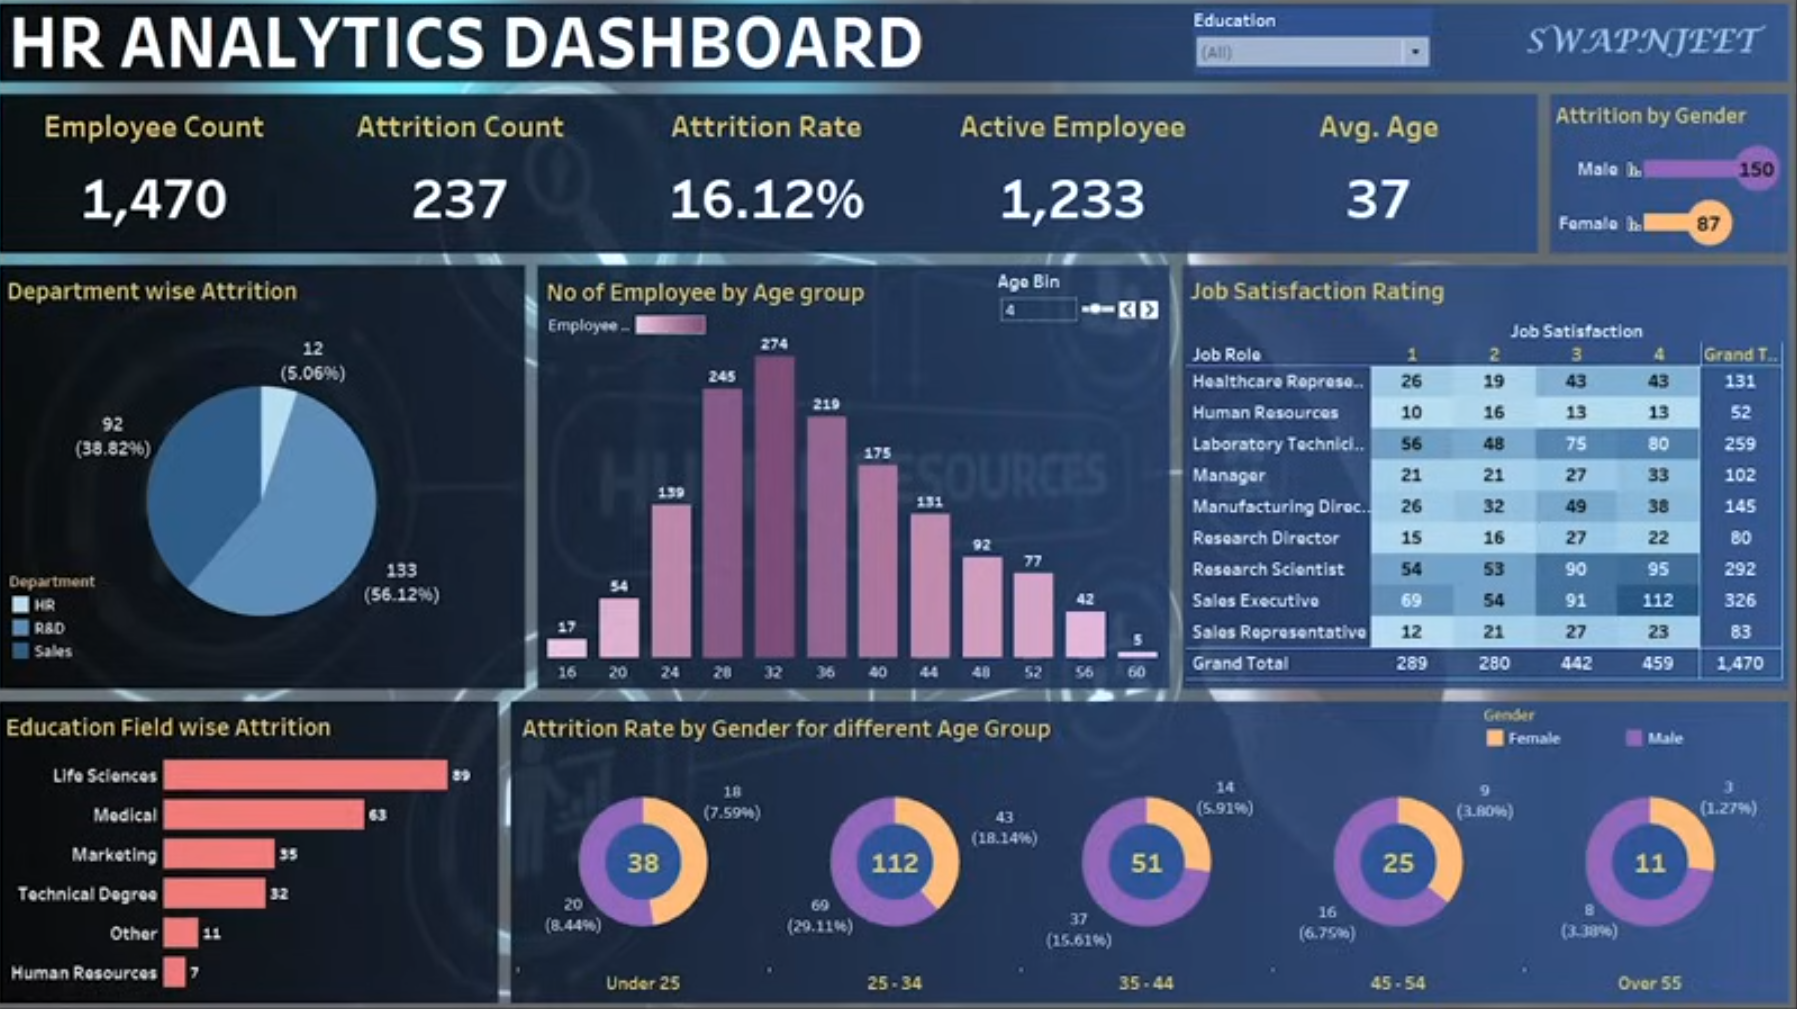 HR ANALYTICS DASHBOARD
Education
(All)
SWAPNJEET
Employee Count
1,470
Attrition Count
237
Attrition Rate
16.12%
Active Employee
1,233
Avg. Age
37
Attrition by Gender
Male 150
Female 87
Department wise Attrition
12
(5.06%)
92
(38.82%)
133
(56.12%)
Department
HR
R&D
Sales
No of Employee by Age group
Age Bin
4
Employee ..
17 54 139 245 274 219 175 131 92 77 42 5
16 20 24 28 32 36 40 44 48 52 56 60
HUMAN RESOURCES
Job Satisfaction Rating
Job Satisfaction
Job Role 1 2 3 4 Grand T..
Healthcare Represe.. 26 19 43 43 131
Human Resources 10 16 13 13 52
Laboratory Technici.. 56 48 75 80 259
Manager 21 21 27 33 102
Manufacturing Direc.. 26 32 49 38 145
Research Director 15 16 27 22 80
Research Scientist 54 53 90 95 292
Sales Executive 69 54 91 112 326
Sales Representative 12 21 27 23 83
Grand Total 289 280 442 459 1,470
Education Field wise Attrition
Life Sciences 89
Medical 63
Marketing 35
Technical Degree 32
Other 11
Human Resources 7
Attrition Rate by Gender for different Age Group
Gender
Female Male
18
(7.59%)
38
20
(8.44%)
Under 25
43
(18.14%)
112
69
(29.11%)
25 - 34
14
(5.91%)
51
37
(15.61%)
35 - 44
9
(3.80%)
25
16
(6.75%)
45 - 54
3
(1.27%)
11
8
(3.38%)
Over 55